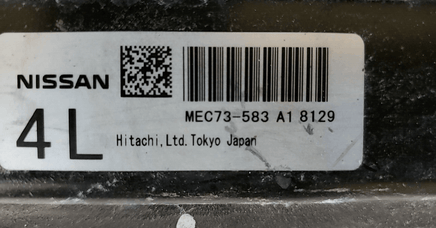 NISSAN
MEC73-583 A1 8129
4L
Hitachi,Ltd.Tokyo Japan